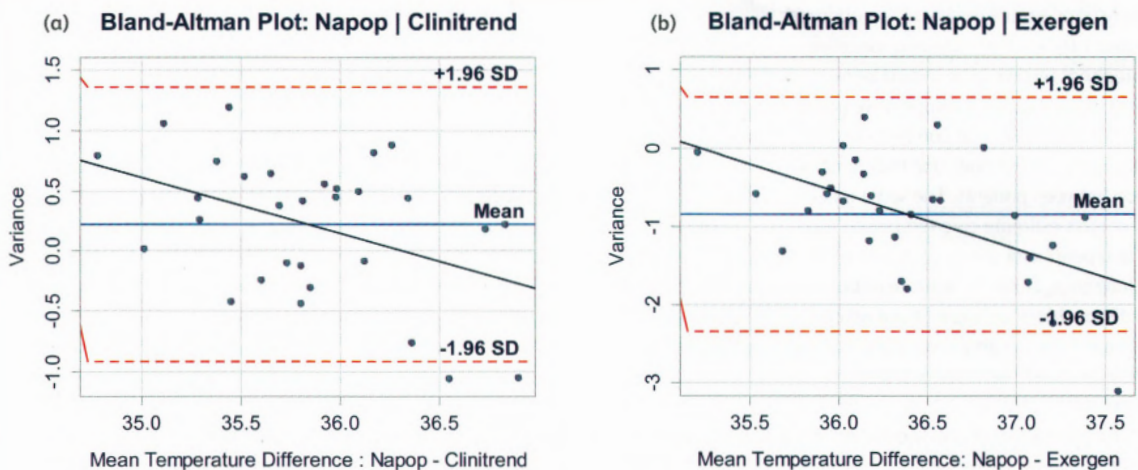 (a) Bland-Altman Plot: Napop | Clinitrend
1.5
1.0
0.5
0.0
-0.5
-1.0
Variance
+1.96 SD
Mean
-1.96 SD
35.0 35.5 36.0 36.5
Mean Temperature Difference : Napop - Clinitrend
(b) Bland-Altman Plot: Napop | Exergen
1
0
-1
-2
-3
Variance
+1.96 SD
Mean
-1.96 SD
35.5 36.0 36.5 37.0 37.5
Mean Temperature Difference: Napop - Exergen